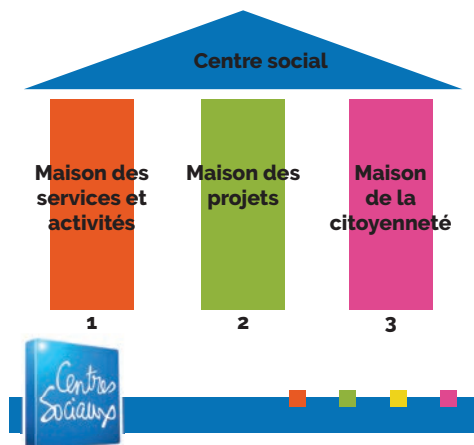 Centre social
Maison des
services et
activités
Maison des
projets
Maison
de la
citoyenneté
1
2
3
Centres
Sociaux